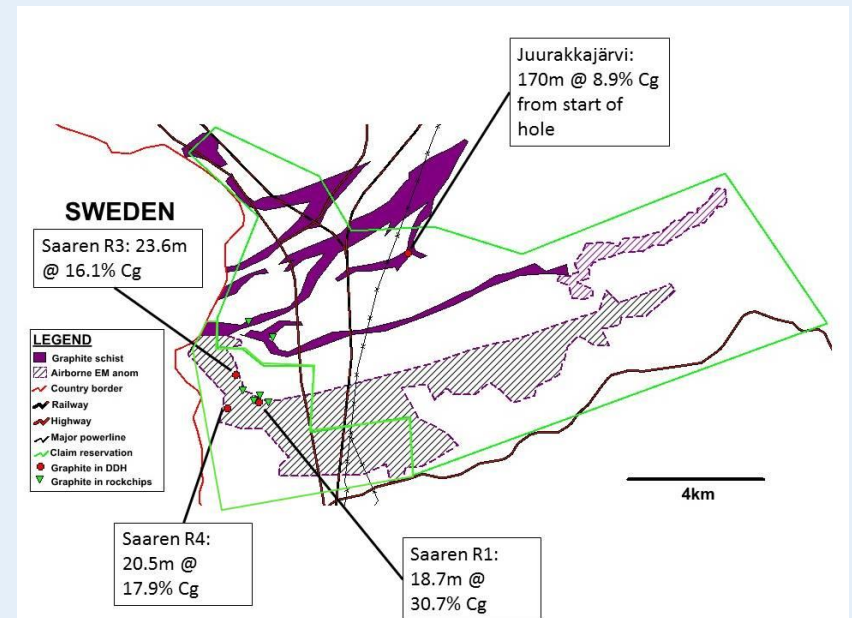 Juurakkajärvi:
170m @ 8.9% Cg
from start of
hole
SWEDEN
Saaren R3: 23.6m
@ 16.1% Cg
LEGEND
Graphite schist
Airborne EM anom
Country border
Railway
Highway
Major powerline
Claim reservation
Graphite in DDH
Graphite in rockchips
4km
Saaren R4:
20.5m @
17.9% Cg
Saaren R1:
18.7m @
30.7% Cg